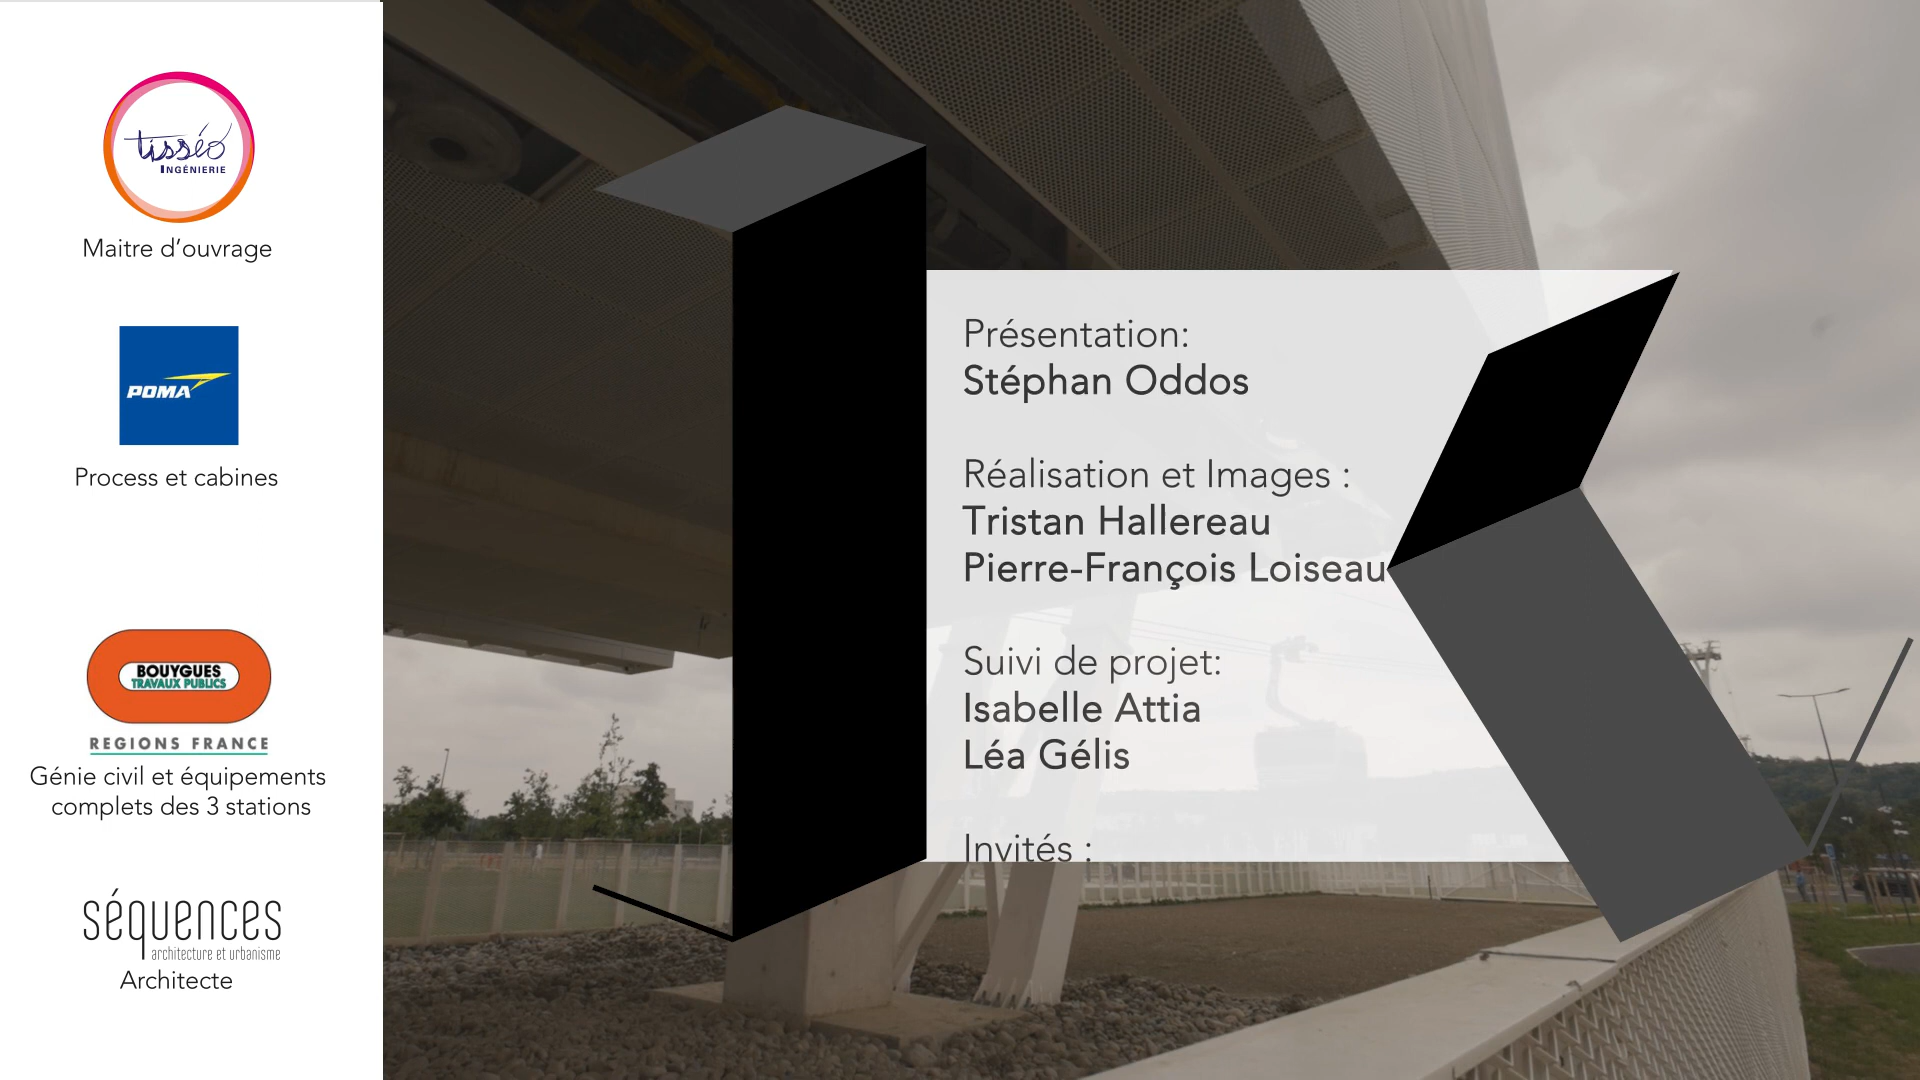 tisséo
INGÉNIERIE
Maitre d’ouvrage
POMA
Process et cabines
BOUYGUES
TRAVAUX PUBLICS
REGIONS FRANCE
Génie civil et équipements
complets des 3 stations
séquences
architecture et urbanisme
Architecte
Présentation:
Stéphan Oddos
Réalisation et Images :
Tristan Hallereau
Pierre-François Loiseau
Suivi de projet:
Isabelle Attia
Léa Gélis
Invités :